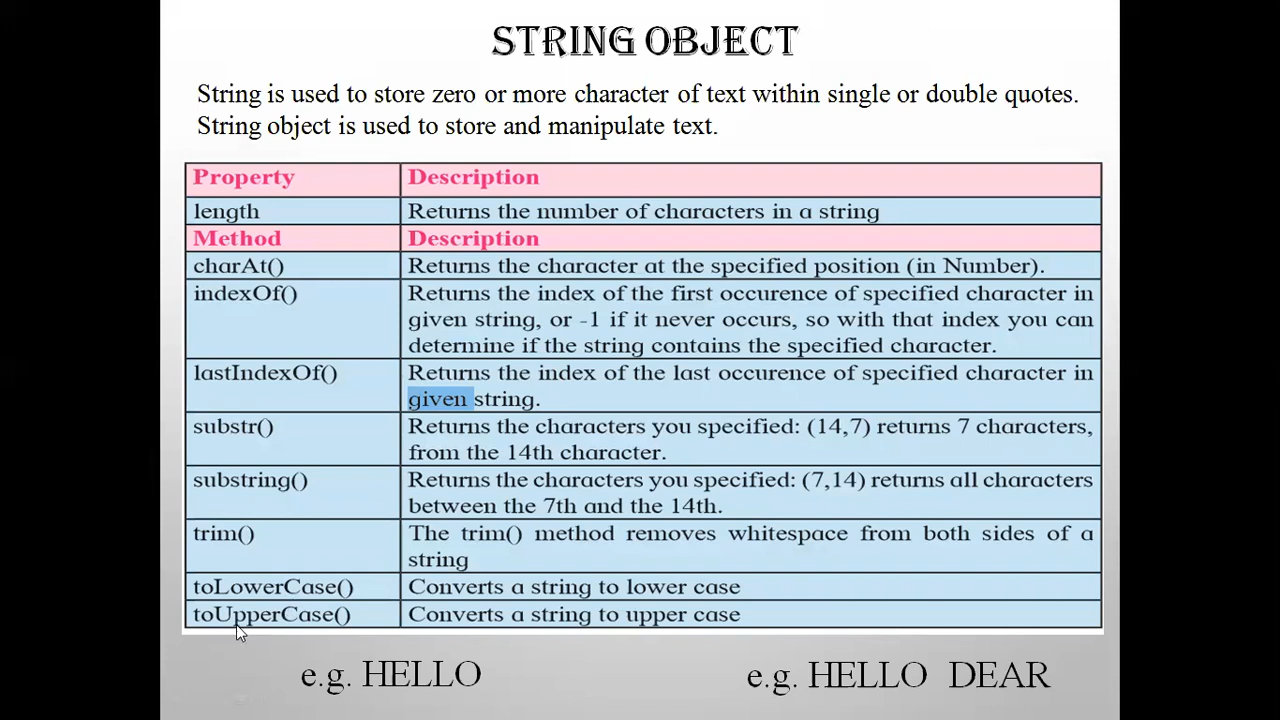 STRING OBJECT
String is used to store zero or more character of text within single or double quotes.
String object is used to store and manipulate text.
Property Description
length Returns the number of characters in a string
Method Description
charAt() Returns the character at the specified position (in Number).
indexOf() Returns the index of the first occurence of specified character in
given string, or -1 if it never occurs, so with that index you can
determine if the string contains the specified character.
lastIndexOf() Returns the index of the last occurence of specified character in
given string.
substr() Returns the characters you specified: (14,7) returns 7 characters,
from the 14th character.
substring() Returns the characters you specified: (7,14) returns all characters
between the 7th and the 14th.
trim() The trim() method removes whitespace from both sides of a
string
toLowerCase() Converts a string to lower case
toUpperCase() Converts a string to upper case
e.g. HELLO e.g. HELLO DEAR